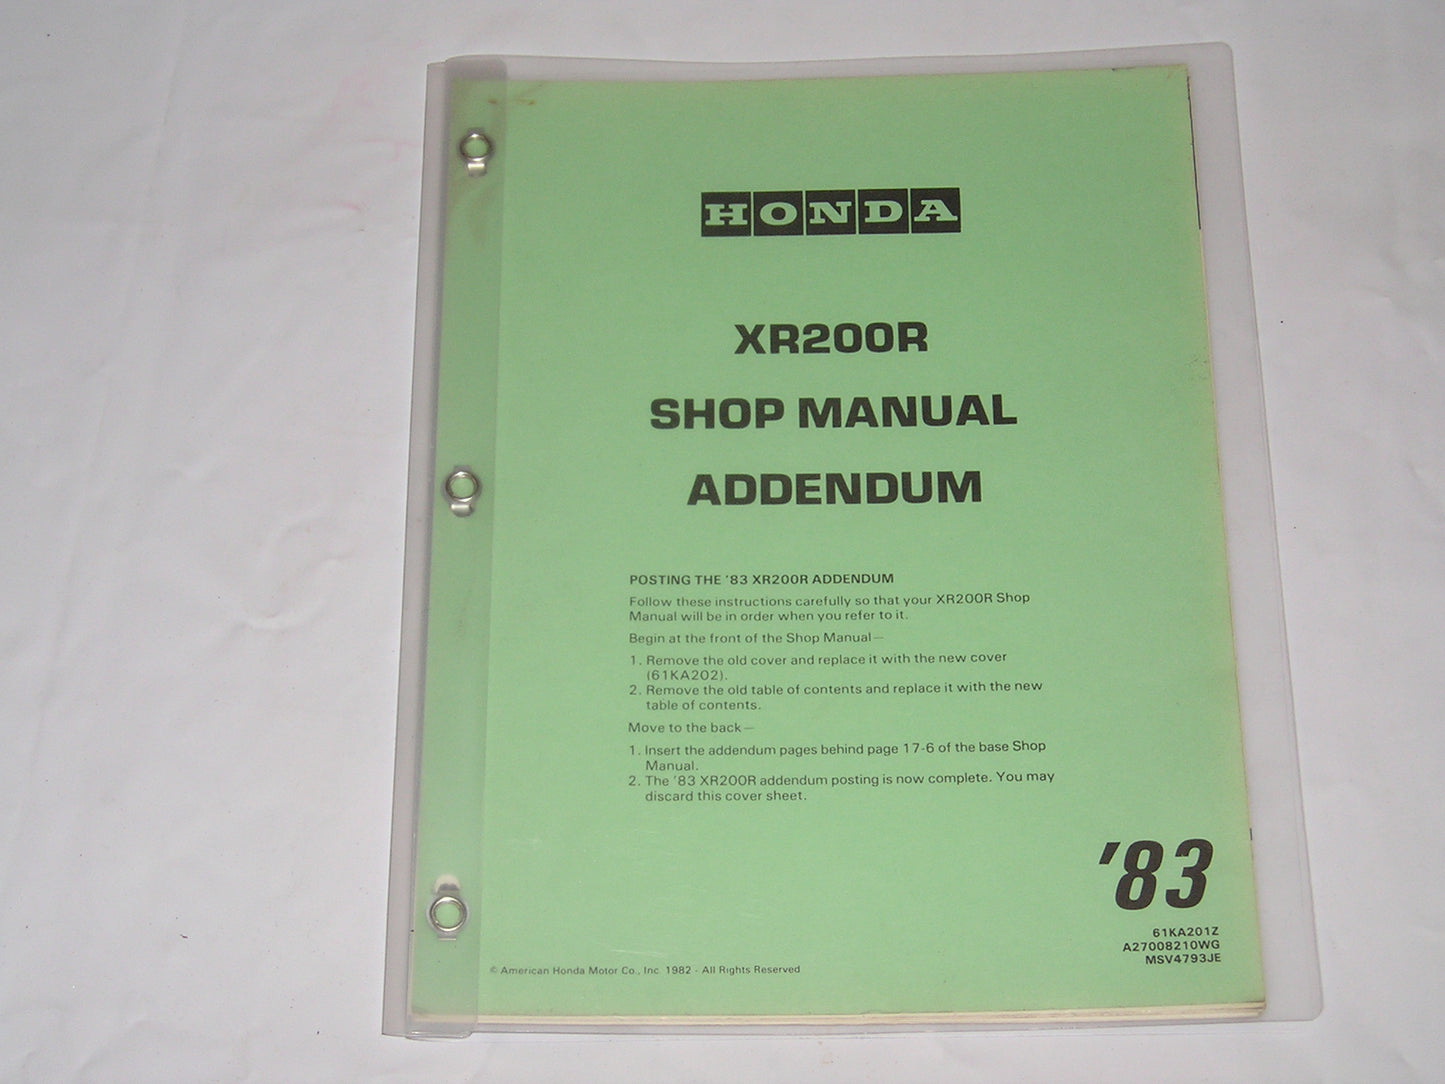 HONDA
XR200R
SHOP MANUAL
ADDENDUM
POSTING THE '83 XR200R ADDENDUM
Follow these instructions carefully so that your XR200R Shop
Manual will be in order when you refer to it.
Begin at the front of the Shop Manual—
1. Remove the old cover and replace it with the new cover
(61KA202).
2. Remove the old table of contents and replace it with the new
table of contents.
Move to the back—
1. Insert the addendum pages behind page 17-6 of the base Shop
Manual.
2. The '83 XR200R addendum posting is now complete. You may
discard this cover sheet.
'83
61KA201Z
A27008210WG
MSV4793JE
© American Honda Motor Co., Inc. 1982 - All Rights Reserved